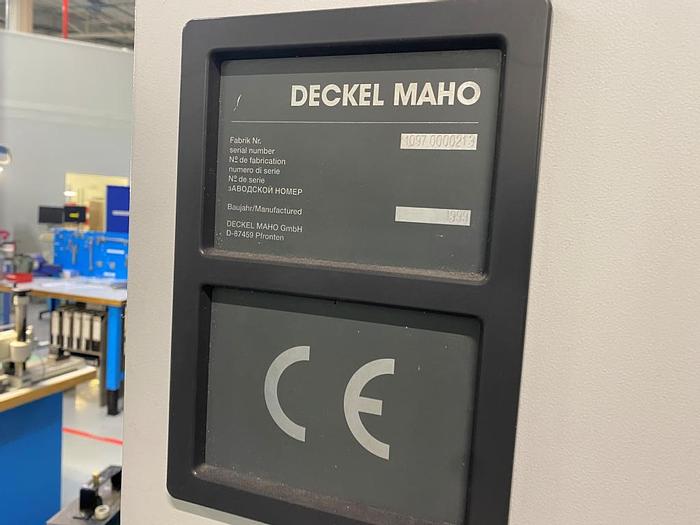 DECKEL MAHO
Fabrik Nr.
serial number
Nº de fabrication
numero di serie
Nº de serie
зАВОДСКОЙ НОМЕР
1097 0000213
Baujahr/Manufactured
1999
DECKEL MAHO GmbH
D-87459 Pfronten
CE